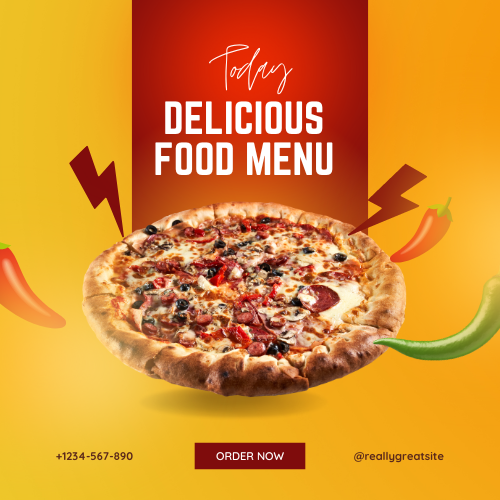 Today
DELICIOUS
FOOD MENU
+1234-567-890
ORDER NOW
@reallygreatsite